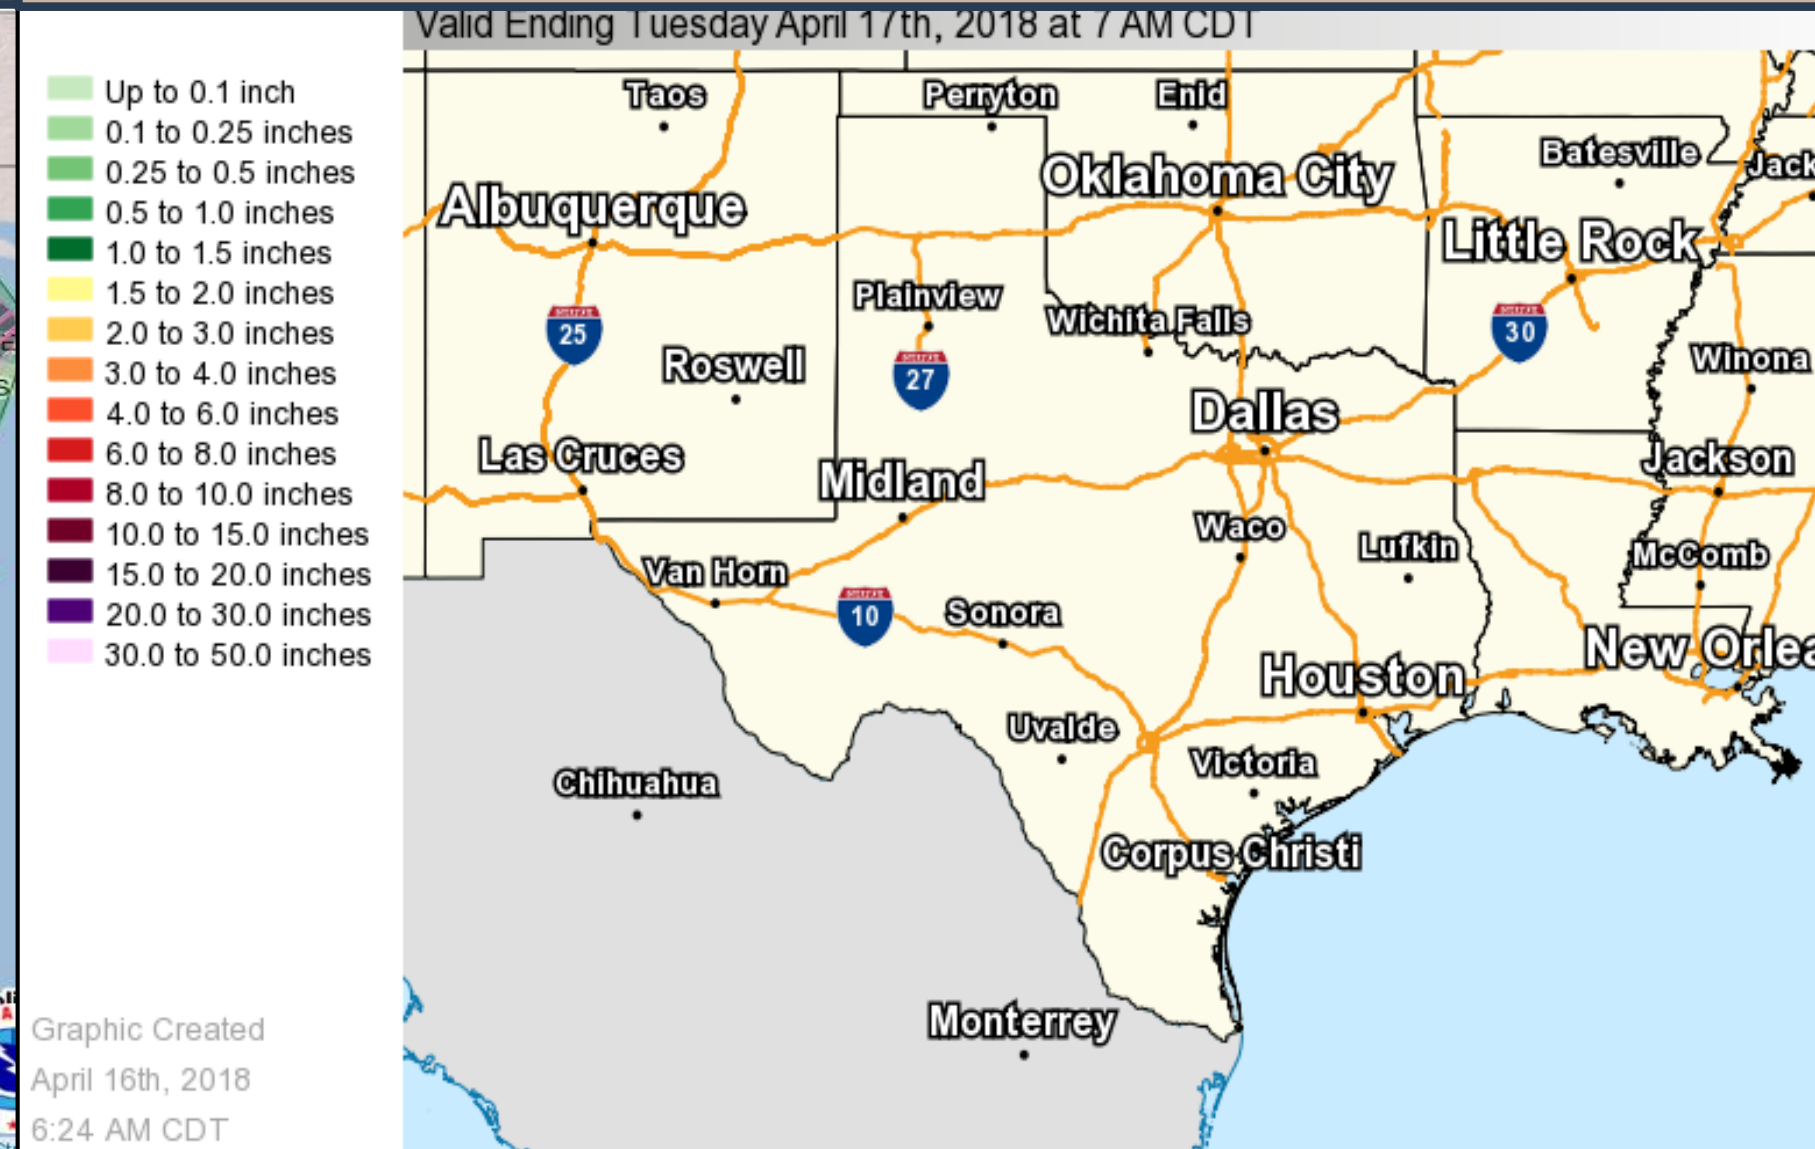 Valid Ending Tuesday April 17th, 2018 at 7 AM CDT
Up to 0.1 inch
0.1 to 0.25 inches
0.25 to 0.5 inches
0.5 to 1.0 inches
1.0 to 1.5 inches
1.5 to 2.0 inches
2.0 to 3.0 inches
3.0 to 4.0 inches
4.0 to 6.0 inches
6.0 to 8.0 inches
8.0 to 10.0 inches
10.0 to 15.0 inches
15.0 to 20.0 inches
20.0 to 30.0 inches
30.0 to 50.0 inches
Graphic Created
April 16th, 2018
6:24 AM CDT
Taos
Perryton
Enid
Batesville
Jack
Oklahoma City
Albuquerque
Little Rock
Plainview
Wichita Falls
25
30
Winona
Roswell
27
Dallas
Las Cruces
Midland
Jackson
Waco
Lufkin
McComb
Van Horn
10
Sonora
New Orlea
Houston
Uvalde
Victoria
Chihuahua
Corpus Christi
Monterrey